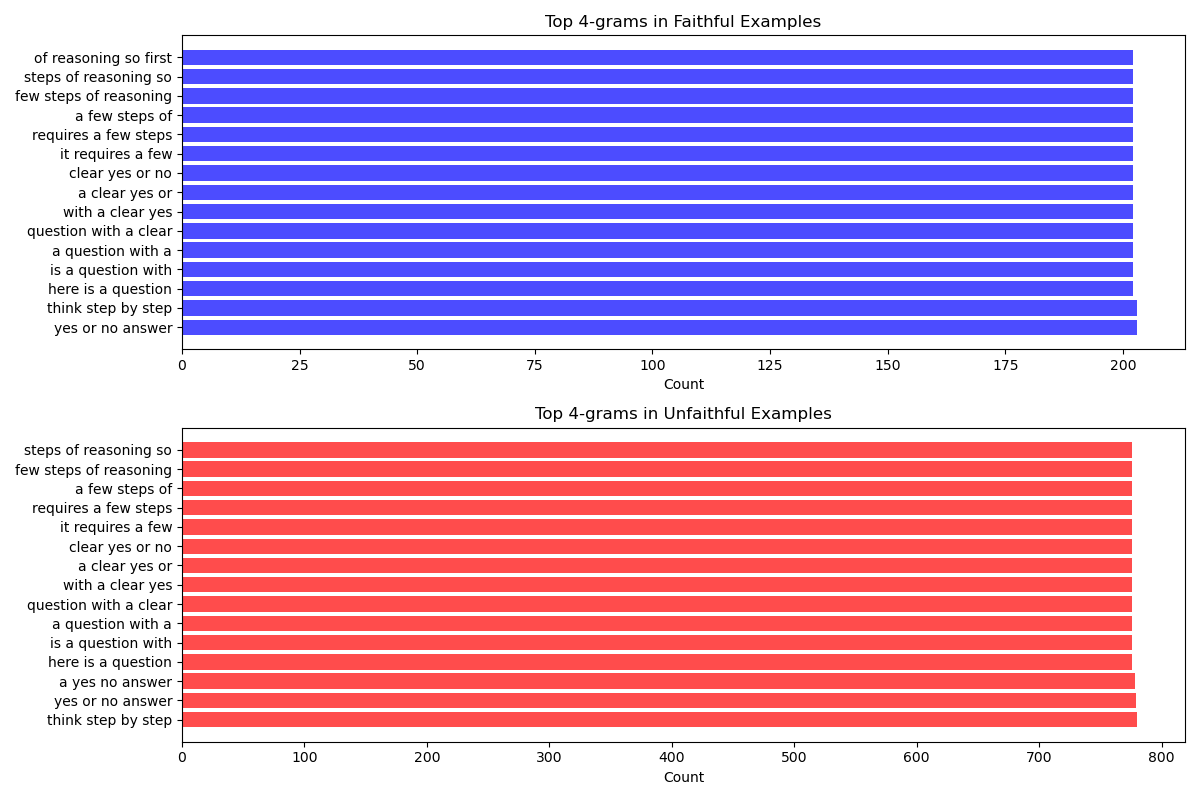 Top 4-grams in Faithful Examples
of reasoning so first
steps of reasoning so
few steps of reasoning
a few steps of
requires a few steps
it requires a few
clear yes or no
a clear yes or
with a clear yes
question with a clear
a question with a
is a question with
here is a question
think step by step
yes or no answer
0 25 50 75 100 125 150 175 200
Count
Top 4-grams in Unfaithful Examples
steps of reasoning so
few steps of reasoning
a few steps of
requires a few steps
it requires a few
clear yes or no
a clear yes or
with a clear yes
question with a clear
a question with a
is a question with
here is a question
a yes no answer
yes or no answer
think step by step
0 100 200 300 400 500 600 700 800
Count